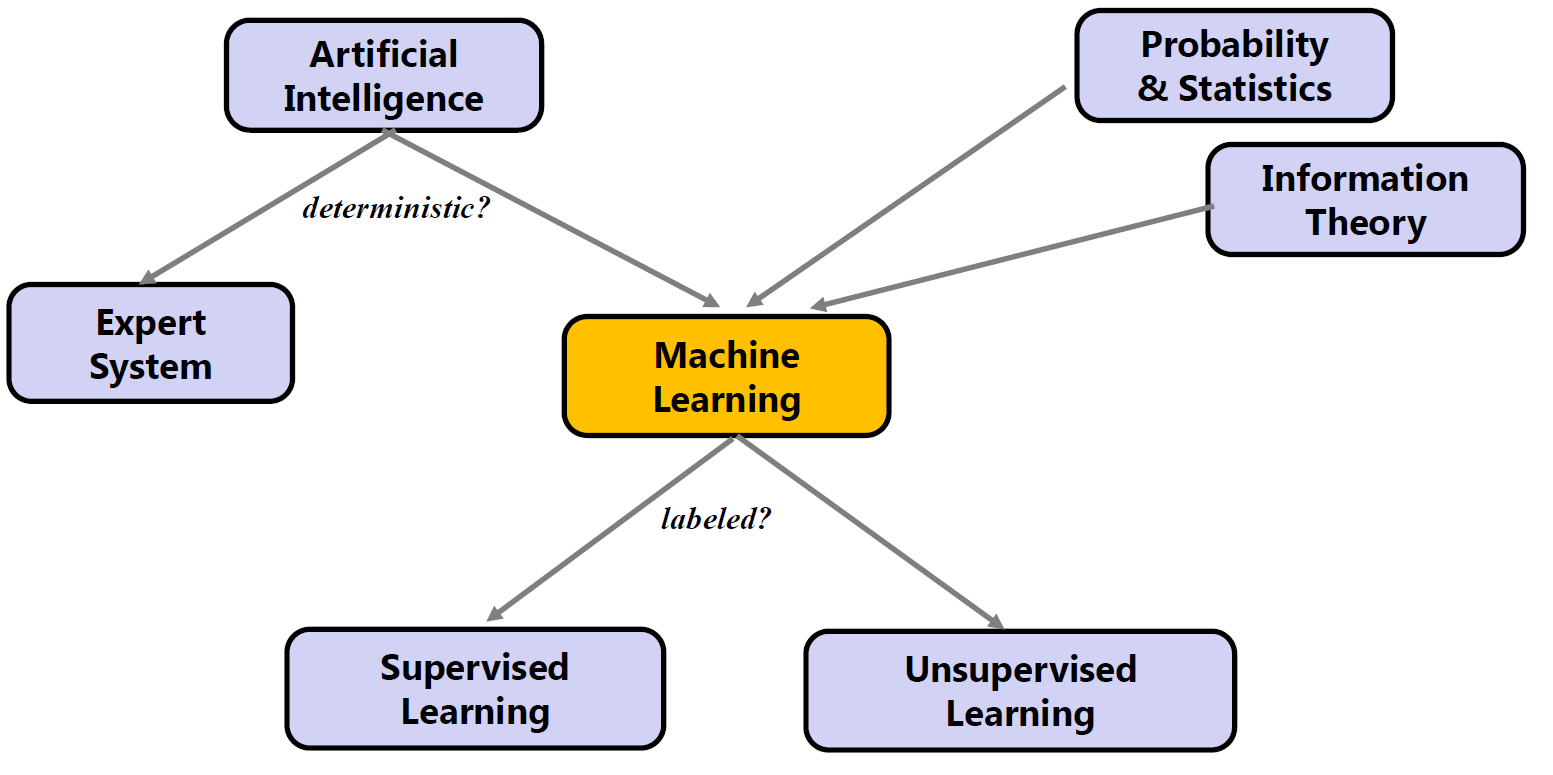 Artificial
Intelligence
Probability
& Statistics
Information
Theory
deterministic?
Expert
System
Machine
Learning
labeled?
Supervised
Learning
Unsupervised
Learning